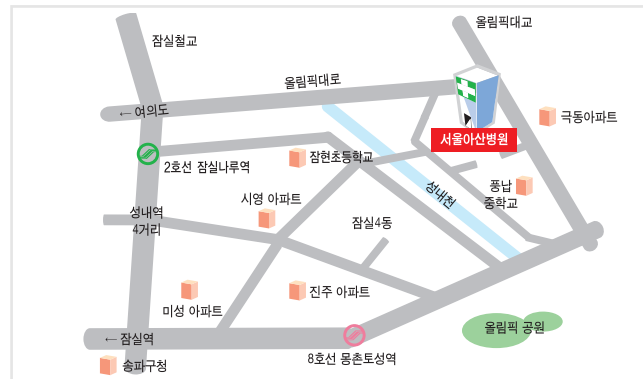 잠실철교
올림픽대교
올림픽대로
← 여의도
극동아파트
서울아산병원
2호선 잠실나루역
잠현초등학교
풍납
중학교
성내천
시영 아파트
성내역
4거리
잠실4동
진주 아파트
미성 아파트
올림픽 공원
← 잠실역
8호선 몽촌토성역
송파구청